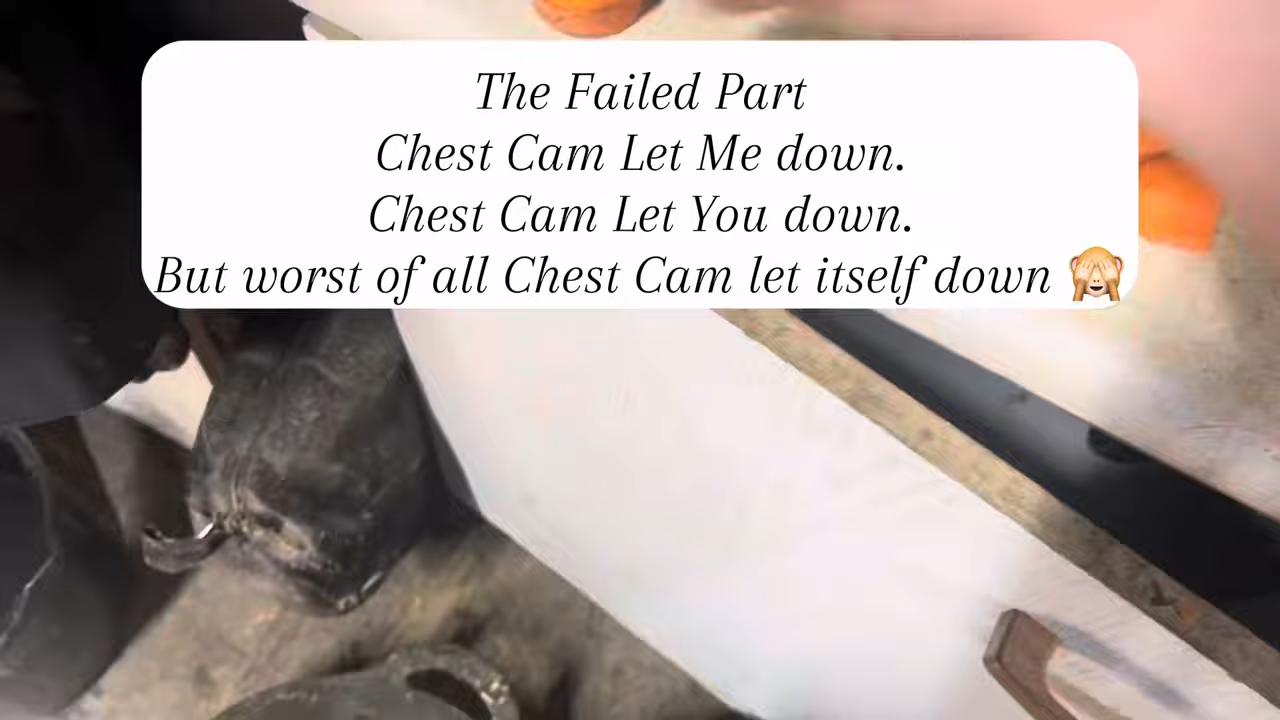 The Failed Part
Chest Cam Let Me down.
Chest Cam Let You down.
But worst of all Chest Cam let itself down 🙈